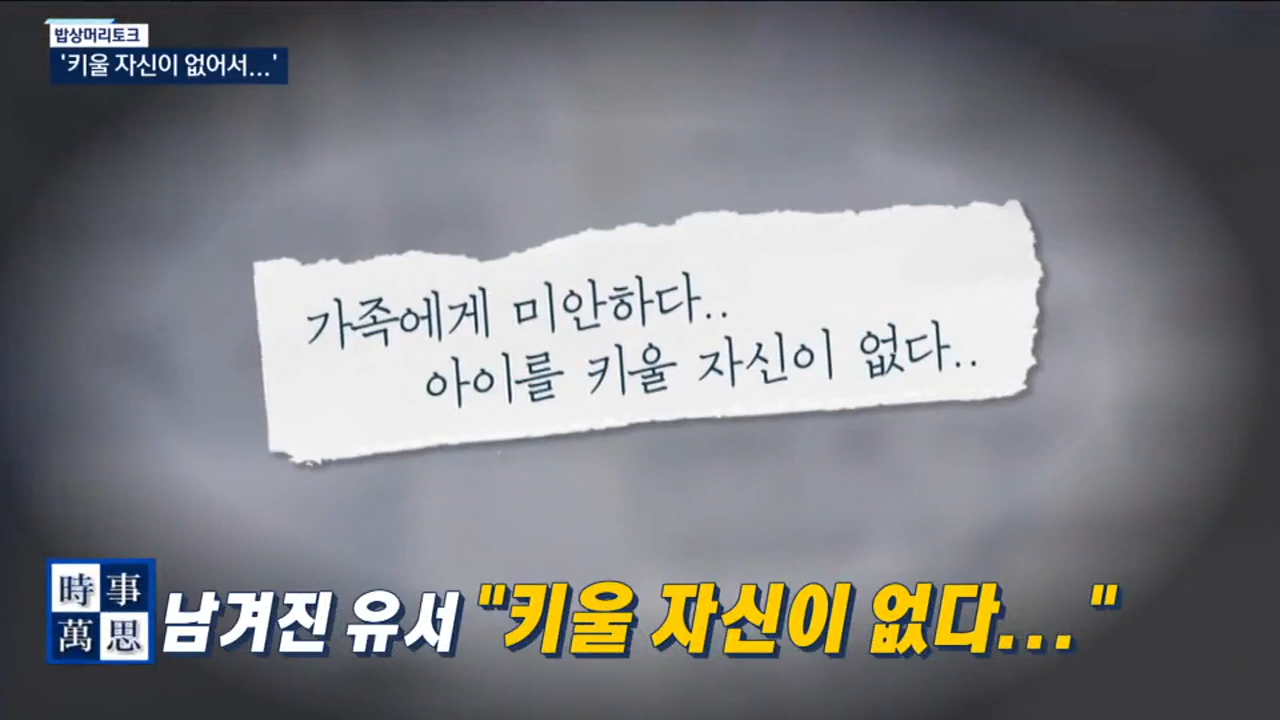 밥상머리토크
'키울 자신이 없어서...'
가족에게 미안하다..
아이를 키울 자신이 없다..
時事
萬思
남겨진 유서 "키울 자신이 없다..."